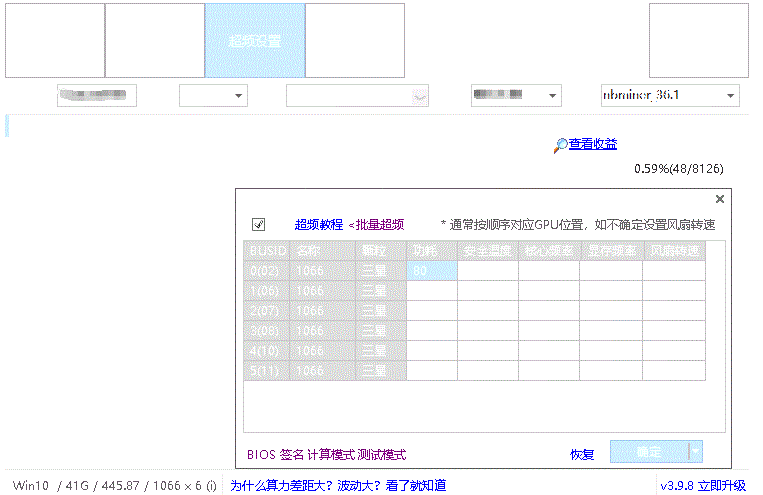 超频设置
nbminer_36.1
查看收益
0.59%(48/8126)
超频教程 <批量超频 * 通常按顺序对应GPU位置，如不确定设置风扇转速
BUSID 名称 颗粒 功耗 安全温度 核心频率 显存频率 风扇转速
0(02) 1066 三星 80
1(06) 1066 三星
2(07) 1066 三星
3(08) 1066 三星
4(10) 1066 三星
5(11) 1066 三星
BIOS 签名 计算模式 测试模式 恢复 确定
Win10 / 41G / 445.87 / 1066 × 6 (i) 为什么算力差距大？波动大？看了就知道 v3.9.8 立即升级